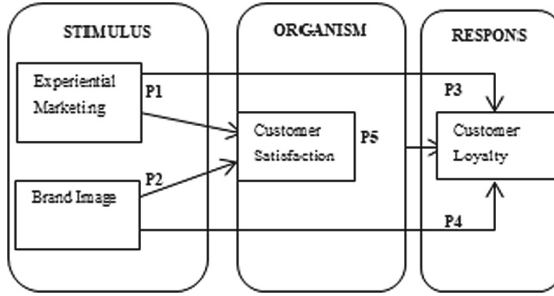 STIMULUS
ORGANISM
RESPONS
Experiential
Marketing
P1
P3
Customer
Satisfaction
P5
Customer
Loyalty
P2
Brand Image
P4